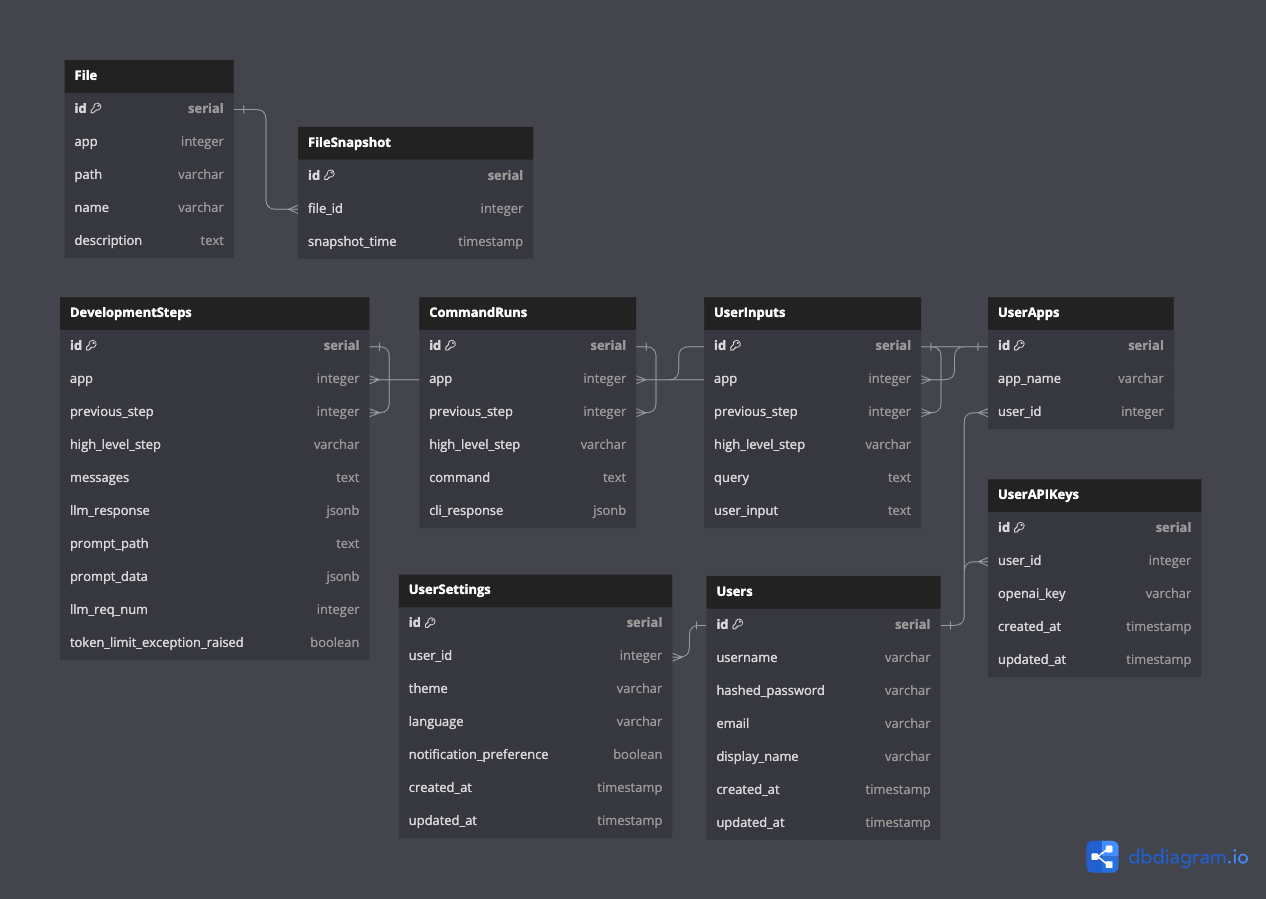 File
id serial
app integer
path varchar
name varchar
description text
FileSnapshot
id serial
file_id integer
snapshot_time timestamp
DevelopmentSteps
id serial
app integer
previous_step integer
high_level_step varchar
messages text
llm_response jsonb
prompt_path text
prompt_data jsonb
llm_req_num integer
token_limit_exception_raised boolean
CommandRuns
id serial
app integer
previous_step integer
high_level_step varchar
command text
cli_response jsonb
UserInputs
id serial
app integer
previous_step integer
high_level_step varchar
query text
user_input text
UserApps
id serial
app_name varchar
user_id integer
UserAPIKeys
id serial
user_id integer
openai_key varchar
created_at timestamp
updated_at timestamp
UserSettings
id serial
user_id integer
theme varchar
language varchar
notification_preference boolean
created_at timestamp
updated_at timestamp
Users
id serial
username varchar
hashed_password varchar
email varchar
display_name varchar
created_at timestamp
updated_at timestamp
dbdiagram.io